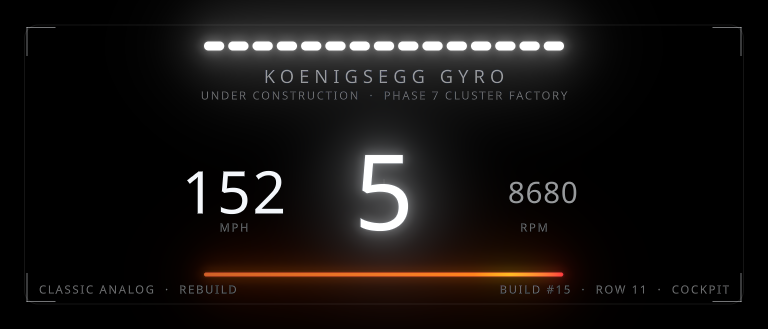 KOENIGSEGG GYRO
UNDER CONSTRUCTION · PHASE 7 CLUSTER FACTORY
152
MPH
5
8680
RPM
CLASSIC ANALOG · REBUILD
BUILD #15 · ROW 11 · COCKPIT